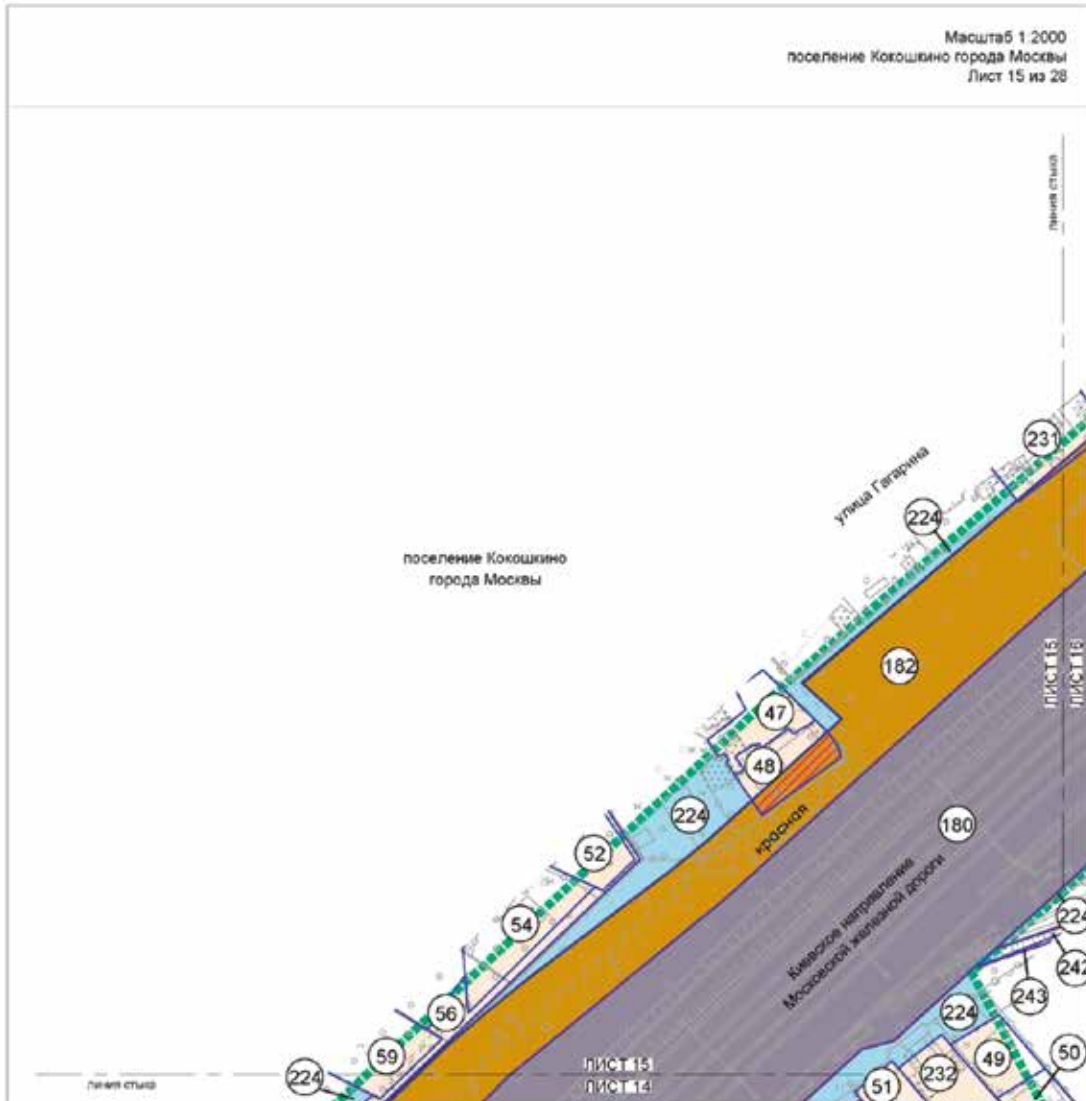 Масштаб 1:2000
поселение Кокошкино города Москвы
Лист 15 из 28
линия стыка
231
улица Гагарина
224
поселение Кокошкино
города Москвы
182
ЛИСТ 15
ЛИСТ 16
47
48
224
красная
180
52
Киевское направление
Московской железной дороги
54
224
242
243
56
224
59
49
50
232
51
224
линия стыка
ЛИСТ 15
ЛИСТ 14